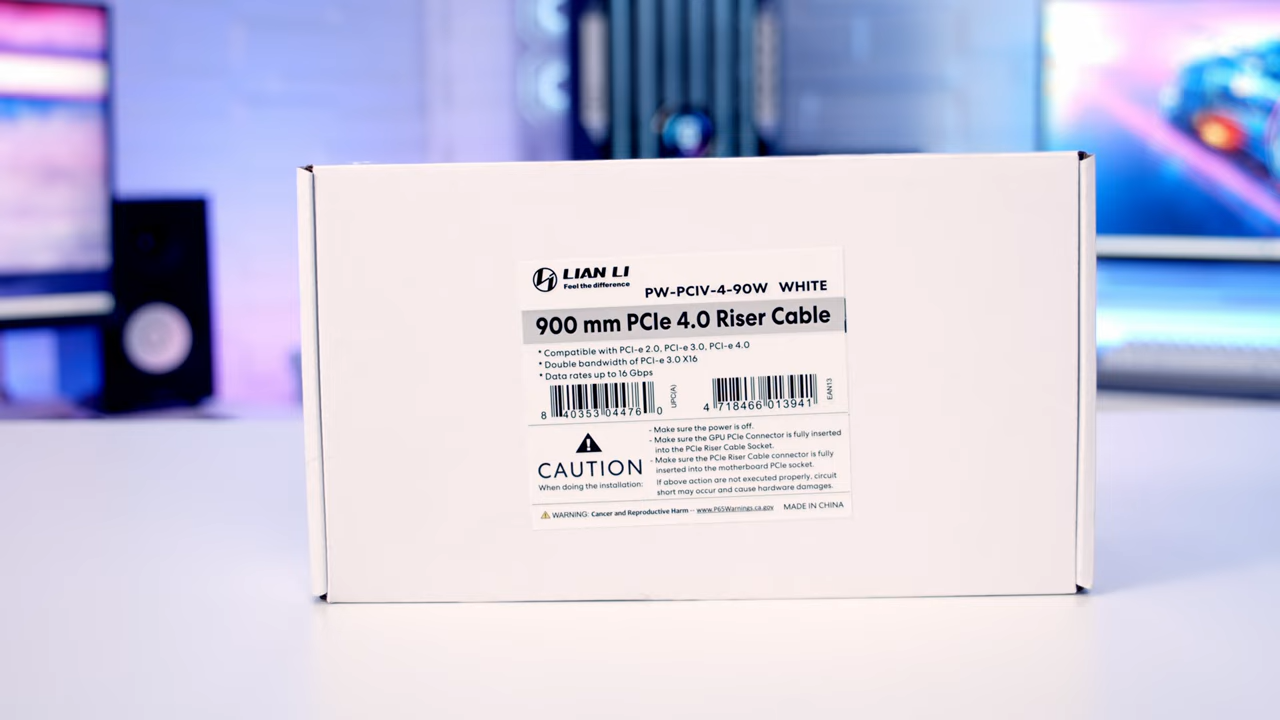 LIAN LI
Feel the difference
PW-PCIV-4-90W WHITE
900 mm PCIe 4.0 Riser Cable
* Compatible with PCI-e 2.0, PCI-e 3.0, PCI-e 4.0
* Double bandwidth of PCI-e 3.0 X16
* Data rates up to 16 Gbps
8 40353 04476 0
UPC(A)
4 718466 013941
EAN13
CAUTION
When doing the installation:
- Make sure the power is off.
- Make sure the GPU PCIe Connector is fully inserted
into the PCIe Riser Cable Socket.
- Make sure the PCIe Riser Cable connector is fully
inserted into the motherboard PCIe socket.
If above action are not executed properly, circuit
short may occur and cause hardware damages.
WARNING: Cancer and Reproductive Harm -- www.P65Warnings.ca.gov
MADE IN CHINA